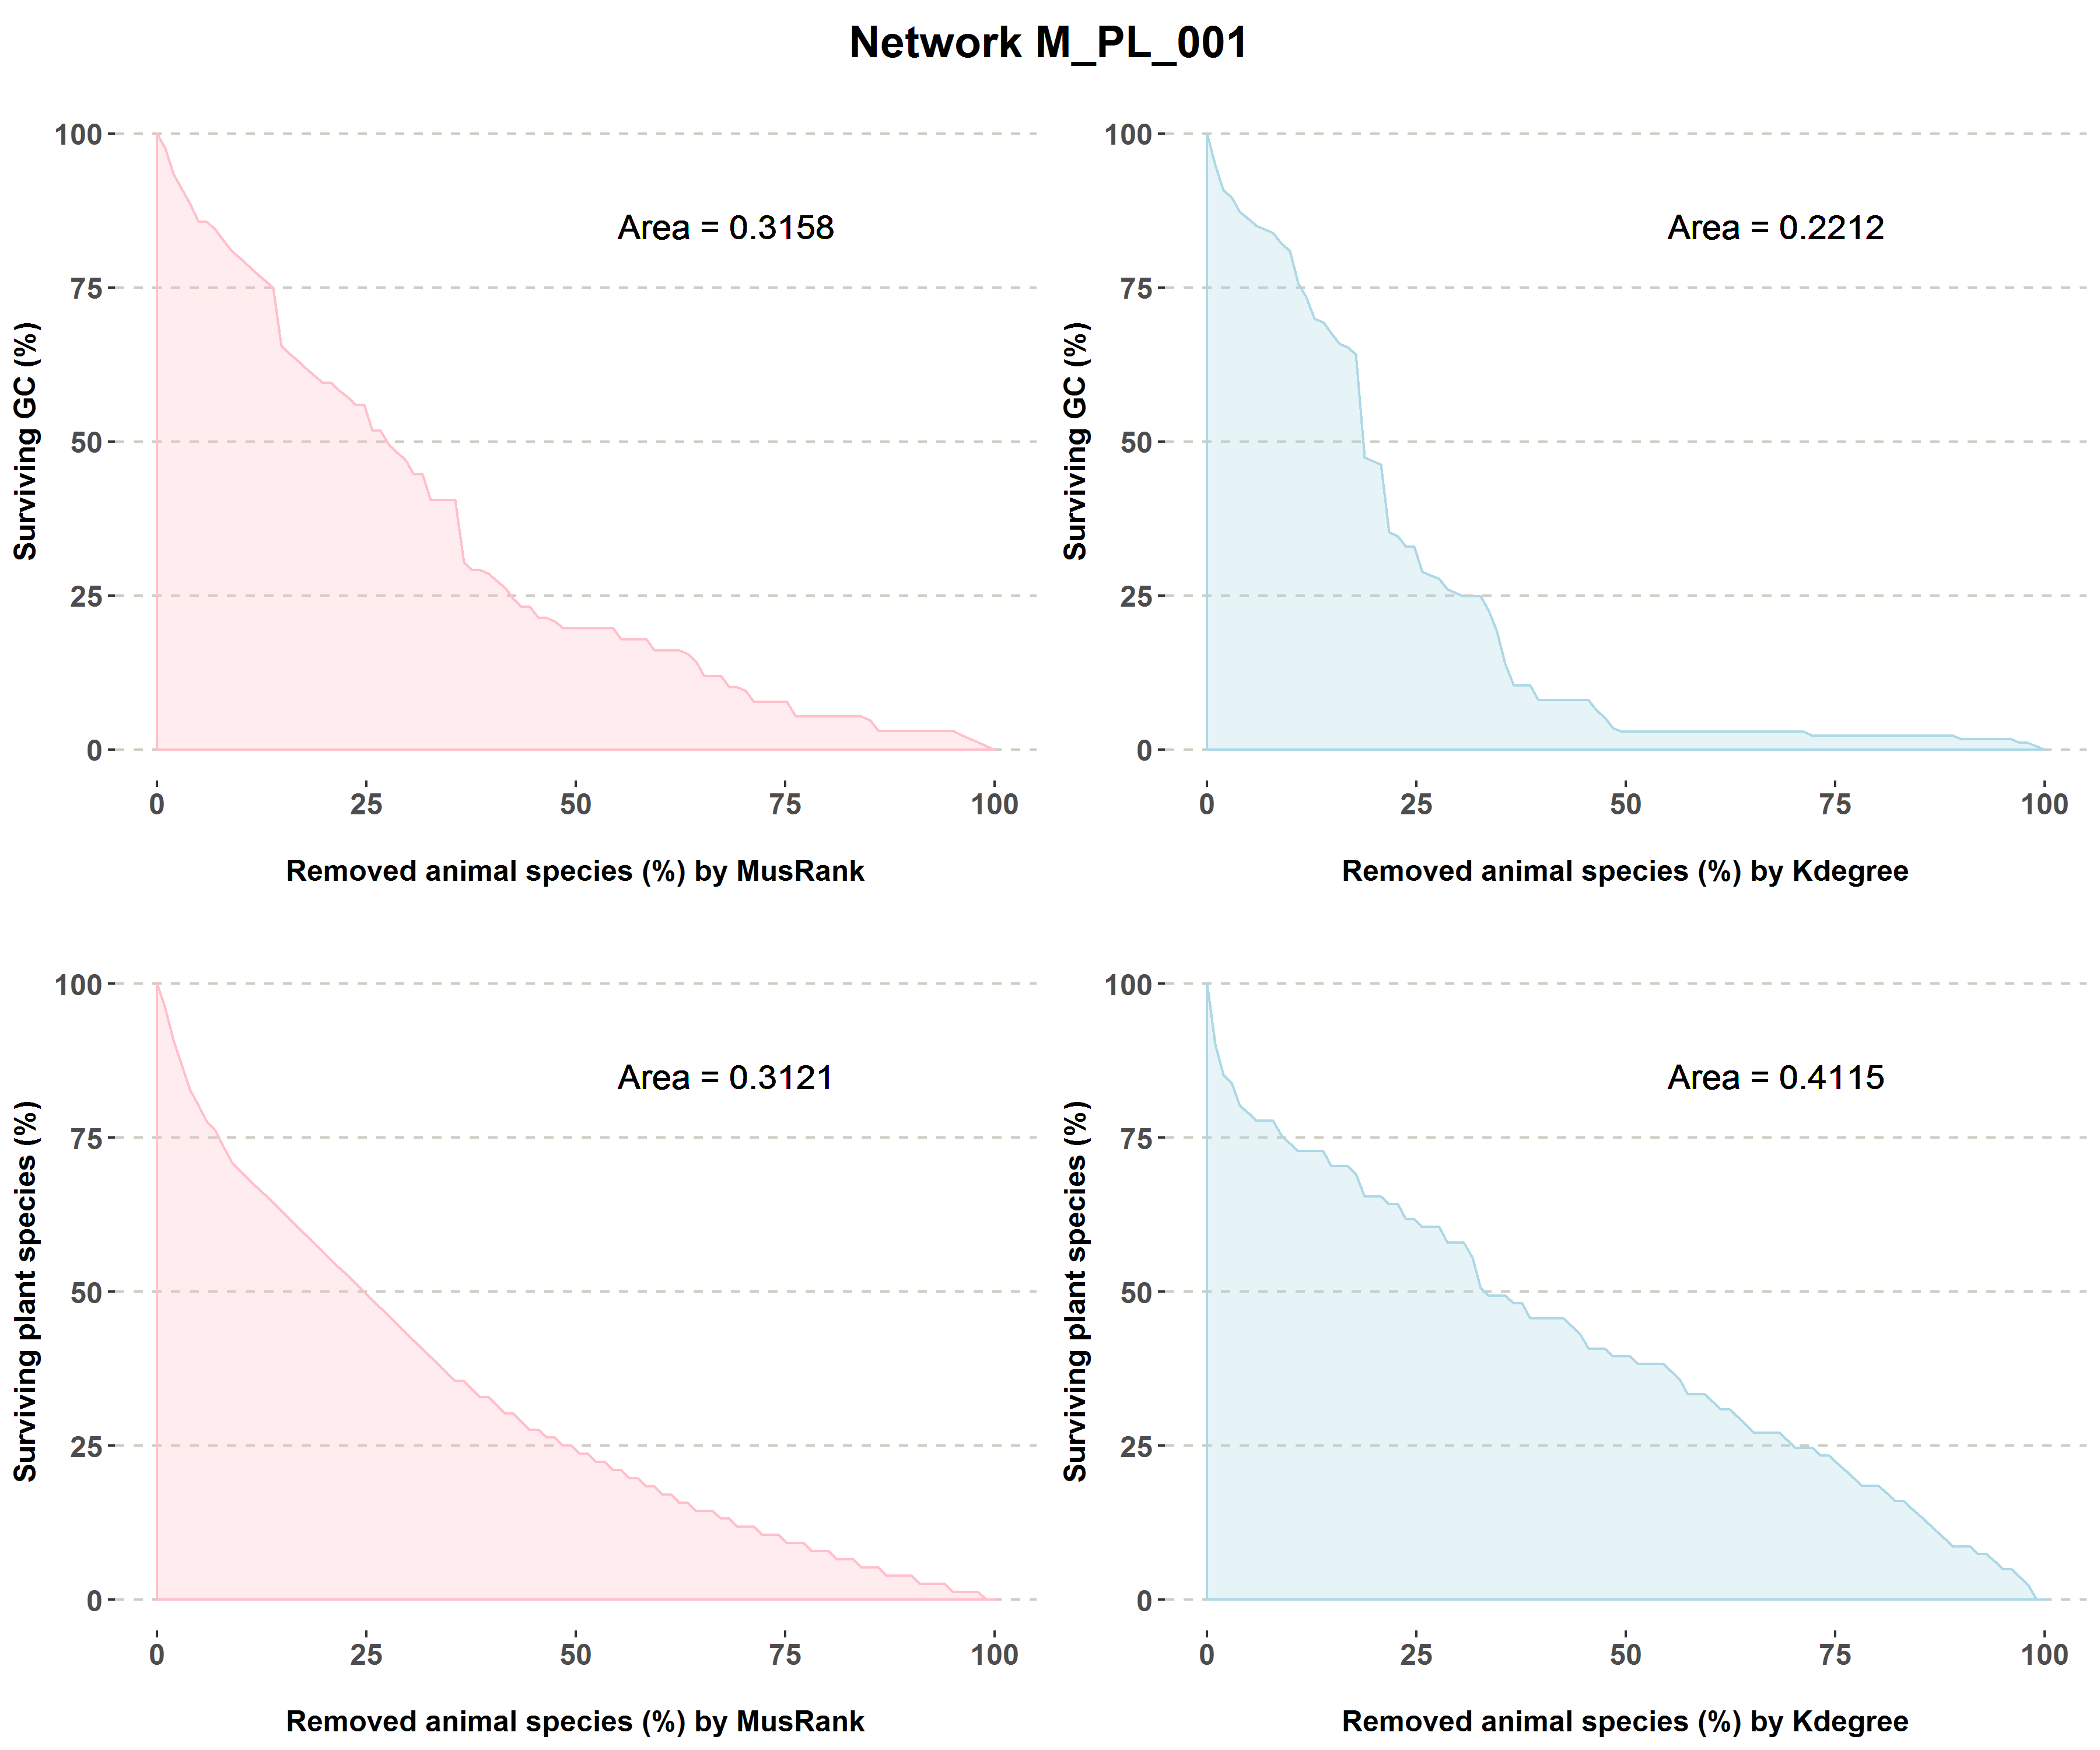 Network M_PL_001
100
75
50
25
0
Surviving GC (%)
Area = 0.3158
0 25 50 75 100
Removed animal species (%) by MusRank
100
75
50
25
0
Surviving GC (%)
Area = 0.2212
0 25 50 75 100
Removed animal species (%) by Kdegree
100
75
50
25
0
Surviving plant species (%)
Area = 0.3121
0 25 50 75 100
Removed animal species (%) by MusRank
100
75
50
25
0
Surviving plant species (%)
Area = 0.4115
0 25 50 75 100
Removed animal species (%) by Kdegree